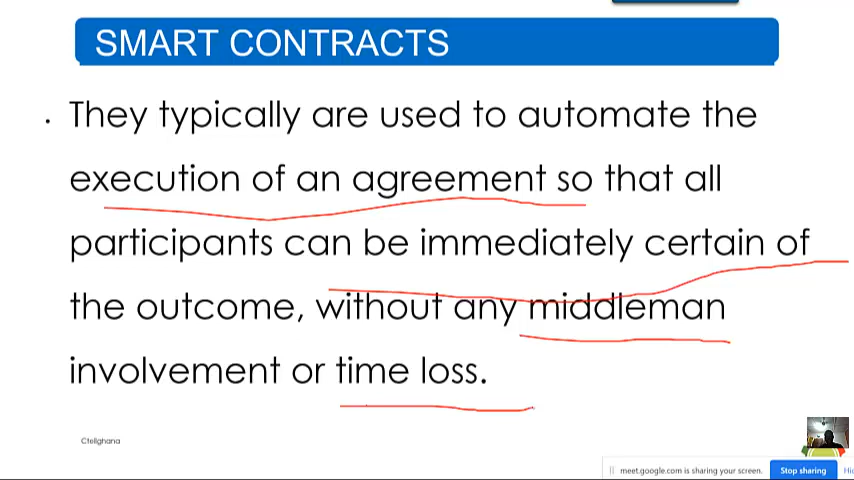 SMART CONTRACTS
• They typically are used to automate the
execution of an agreement so that all
participants can be immediately certain of
the outcome, without any middleman
involvement or time loss.
Ctellghana
meet.google.com is sharing your screen.
Stop sharing